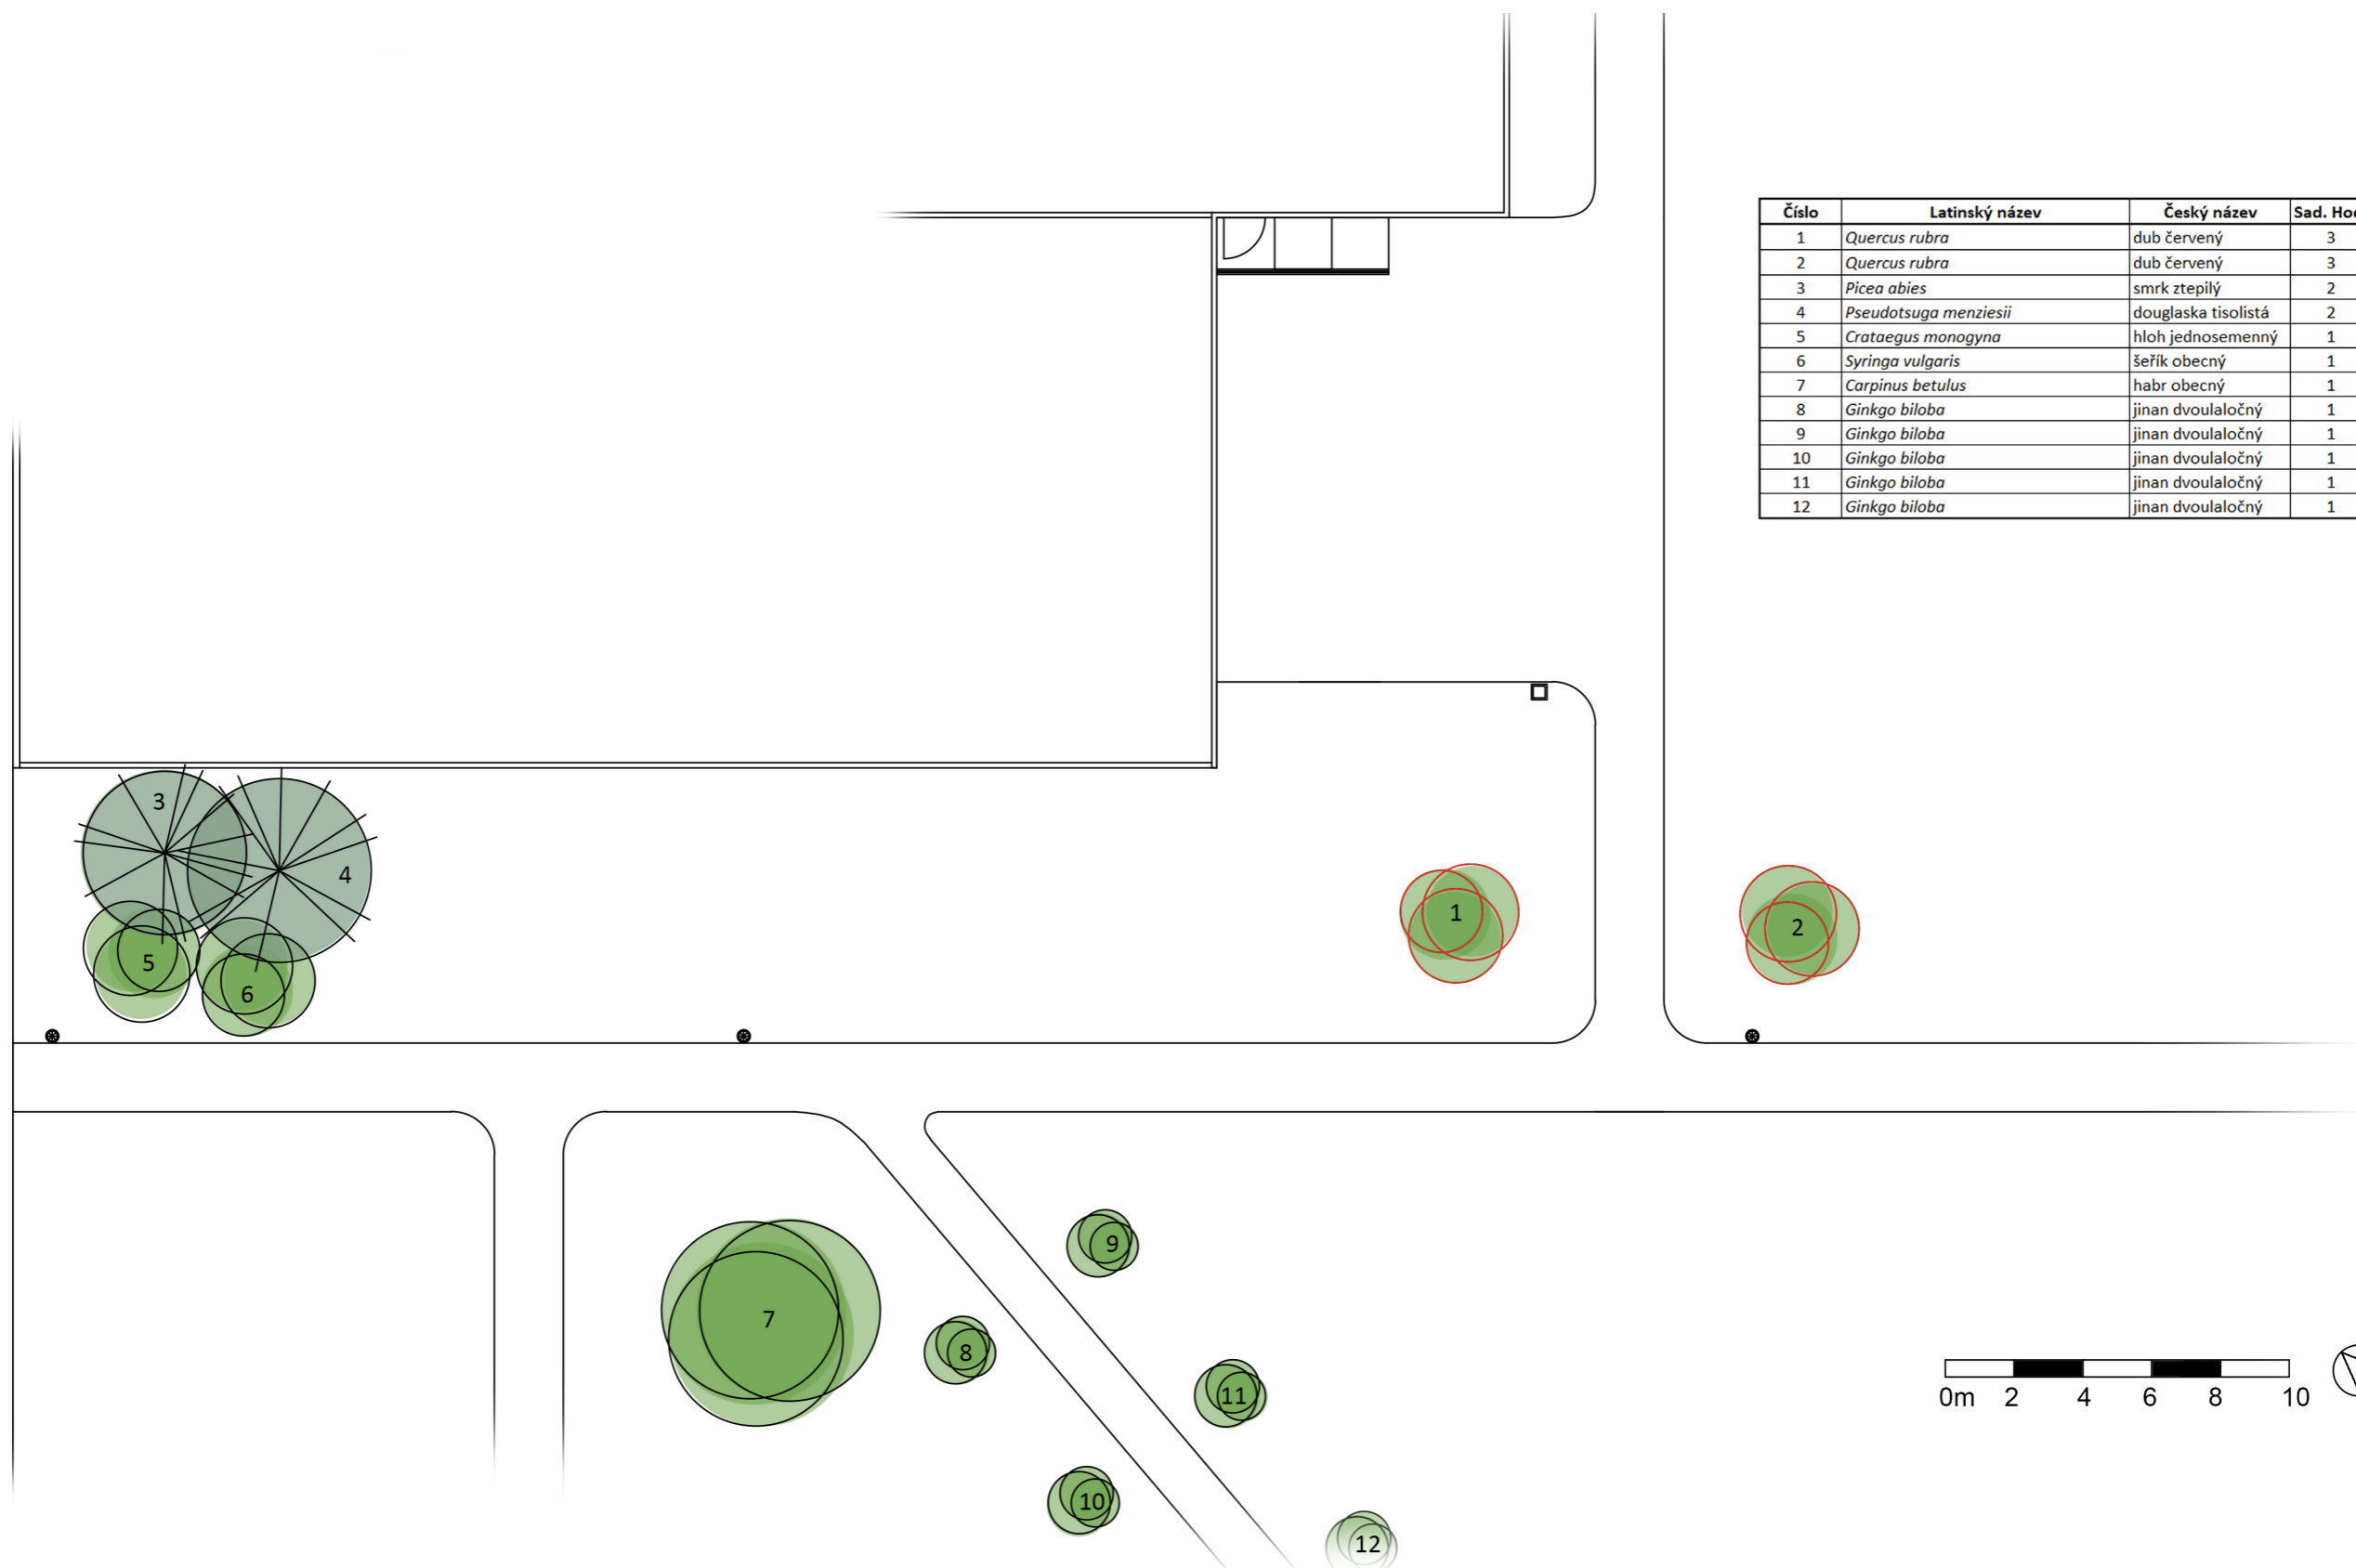 Číslo Latinský název Český název Sad. Hod
1 Quercus rubra dub červený 3
2 Quercus rubra dub červený 3
3 Picea abies smrk ztepilý 2
4 Pseudotsuga menziesii douglaska tisolistá 2
5 Crataegus monogyna hloh jednosemenný 1
6 Syringa vulgaris šeřík obecný 1
7 Carpinus betulus habr obecný 1
8 Ginkgo biloba jinan dvoulaločný 1
9 Ginkgo biloba jinan dvoulaločný 1
10 Ginkgo biloba jinan dvoulaločný 1
11 Ginkgo biloba jinan dvoulaločný 1
12 Ginkgo biloba jinan dvoulaločný 1
3
4
1
2
5
6
9
7
8
11
0m 2 4 6 8 10
10
12